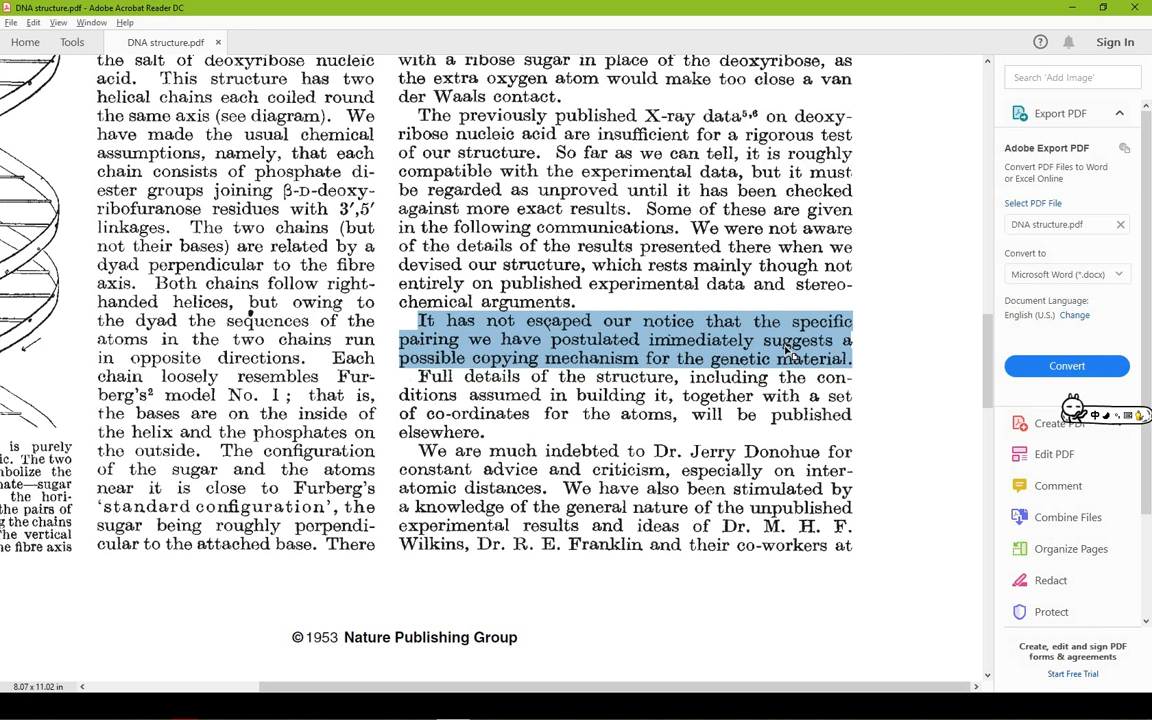 DNA structure.pdf - Adobe Acrobat Reader DC
File Edit View Window Help
Home Tools DNA structure.pdf × Sign In
is purely
ic. The two
nbolize the
nate—sugar
the hori-
the pairs of
g the chains
The vertical
he fibre axis
the salt of deoxyribose nucleic
acid. This structure has two
helical chains each coiled round
the same axis (see diagram). We
have made the usual chemical
assumptions, namely, that each
chain consists of phosphate di-
ester groups joining β-D-deoxy-
ribofuranose residues with 3′,5′
linkages. The two chains (but
not their bases) are related by a
dyad perpendicular to the fibre
axis. Both chains follow right-
handed helices, but owing to
the dyad the sequences of the
atoms in the two chains run
in opposite directions. Each
chain loosely resembles Fur-
berg's² model No. 1; that is,
the bases are on the inside of
the helix and the phosphates on
the outside. The configuration
of the sugar and the atoms
near it is close to Furberg's
'standard configuration', the
sugar being roughly perpendi-
cular to the attached base. There
with a ribose sugar in place of the deoxyribose, as
the extra oxygen atom would make too close a van
der Waals contact.
The previously published X-ray data⁵,⁶ on deoxy-
ribose nucleic acid are insufficient for a rigorous test
of our structure. So far as we can tell, it is roughly
compatible with the experimental data, but it must
be regarded as unproved until it has been checked
against more exact results. Some of these are given
in the following communications. We were not aware
of the details of the results presented there when we
devised our structure, which rests mainly though not
entirely on published experimental data and stereo-
chemical arguments.
It has not escaped our notice that the specific
pairing we have postulated immediately suggests a
possible copying mechanism for the genetic material.
Full details of the structure, including the con-
ditions assumed in building it, together with a set
of co-ordinates for the atoms, will be published
elsewhere.
We are much indebted to Dr. Jerry Donohue for
constant advice and criticism, especially on inter-
atomic distances. We have also been stimulated by
a knowledge of the general nature of the unpublished
experimental results and ideas of Dr. M. H. F.
Wilkins, Dr. R. E. Franklin and their co-workers at
©1953 Nature Publishing Group
8.07 x 11.02 in
Search 'Add Image'
Export PDF
Adobe Export PDF
Convert PDF Files to Word
or Excel Online
Select PDF File
DNA structure.pdf
Convert to
Microsoft Word (*.docx)
Document Language:
English (U.S.) Change
Convert
中
Create PDF
Edit PDF
Comment
Combine Files
Organize Pages
Redact
Protect
Create, edit and sign PDF
forms & agreements
Start Free Trial